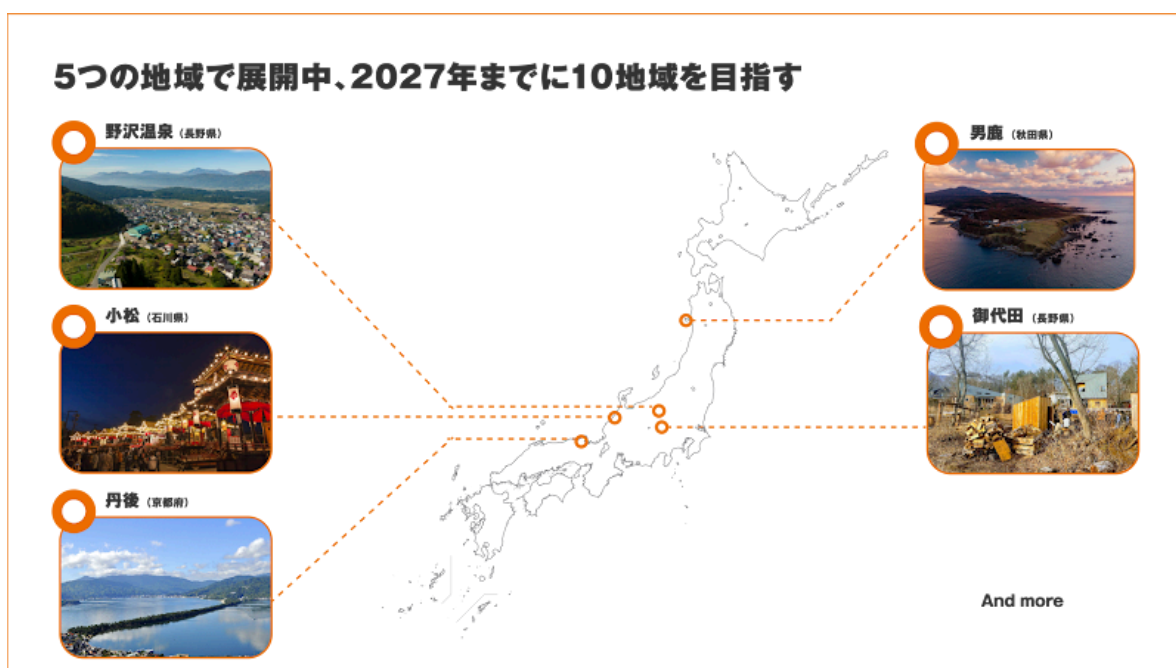 5つの地域で展開中、2027年までに10地域を目指す
野沢温泉（長野県）
小松（石川県）
丹後（京都府）
男鹿（秋田県）
御代田（長野県）
And more